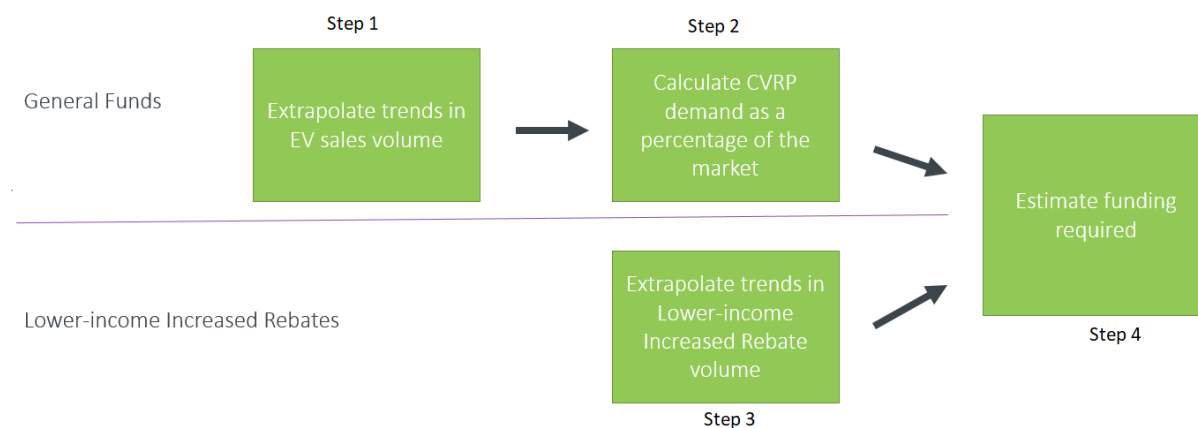 Step 1
Step 2
General Funds
Extrapolate trends in
EV sales volume
Calculate CVRP
demand as a
percentage of the
market
Estimate funding
required
Lower-income Increased Rebates
Extrapolate trends in
Lower-income
Increased Rebate
volume
Step 4
Step 3